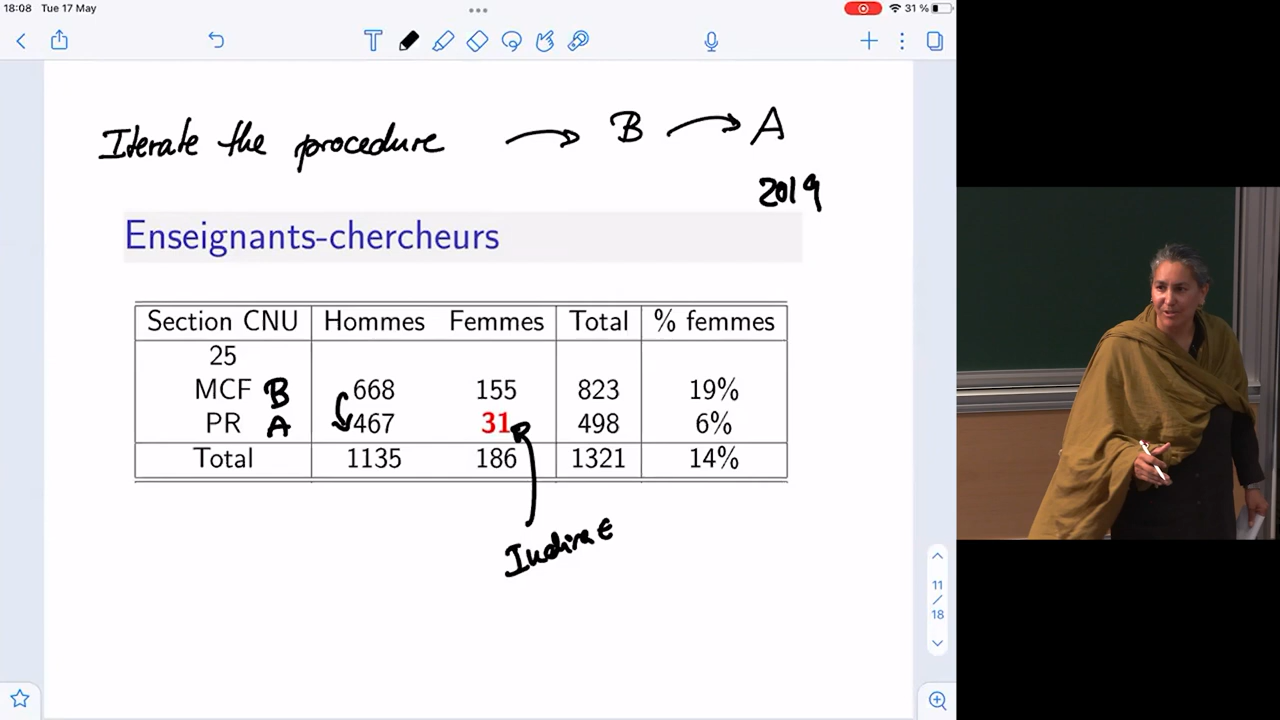 18:08 Tue 17 May
31 %
Iterate the procedure → B → A
2019
Enseignants-chercheurs
Section CNU Hommes Femmes Total % femmes
25
MCF B 668 155 823 19%
PR A 467 31 498 6%
Total 1135 186 1321 14%
Indira ∈
11
/
18